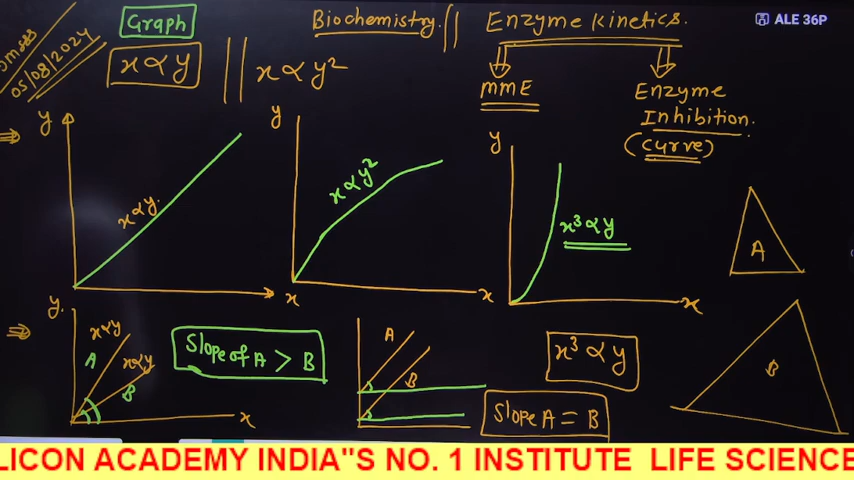 Graph
Biochemistry. || Enzyme kinetics.
ALE 36P
05/08/2024
x ∝ y || x ∝ y²
MME
Enzyme
Inhibition.
(Curve)
y
y
y
x∝y.
x∝y²
x³∝y
A
x
x
x
y.
x∝y
A
x∝y
B
x
Slope of A > B
A
B
x³ ∝ y
Slope A = B
B
LICON ACADEMY INDIA"S NO. 1 INSTITUTE LIFE SCIENCE